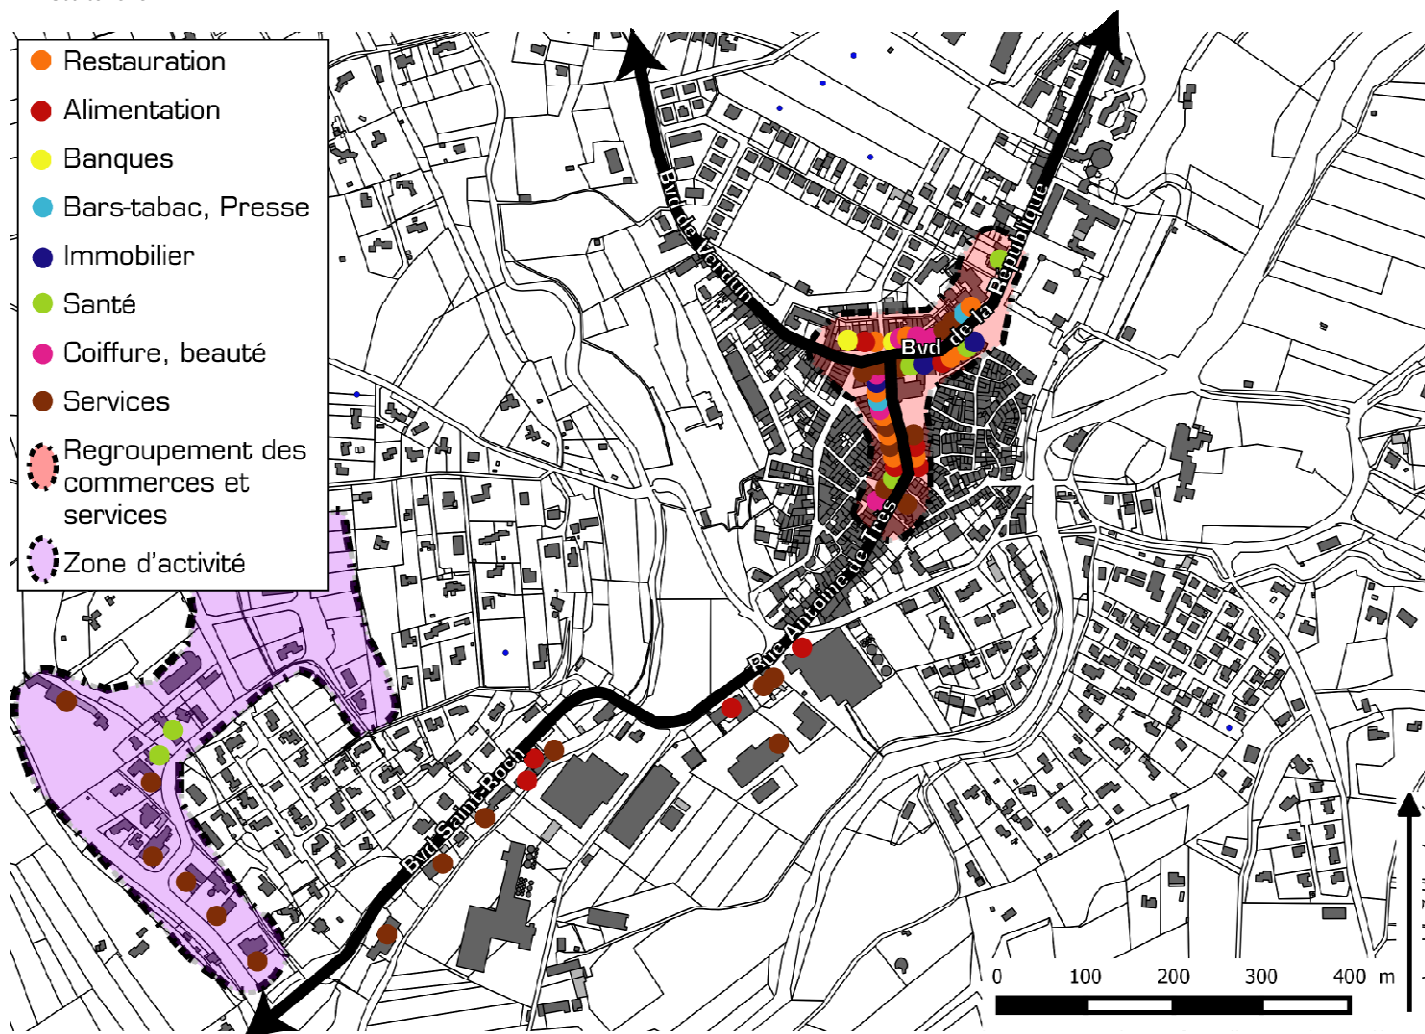 Restauration
Alimentation
Banques
Bars-tabac, Presse
Immobilier
Santé
Coiffure, beauté
Services
Regroupement des
commerces et
services
Zone d'activité
Bvd de Verdun
Bvd de la République
Rue Antoine de Très
Bvd Saint-Roch
0 100 200 300 400 m